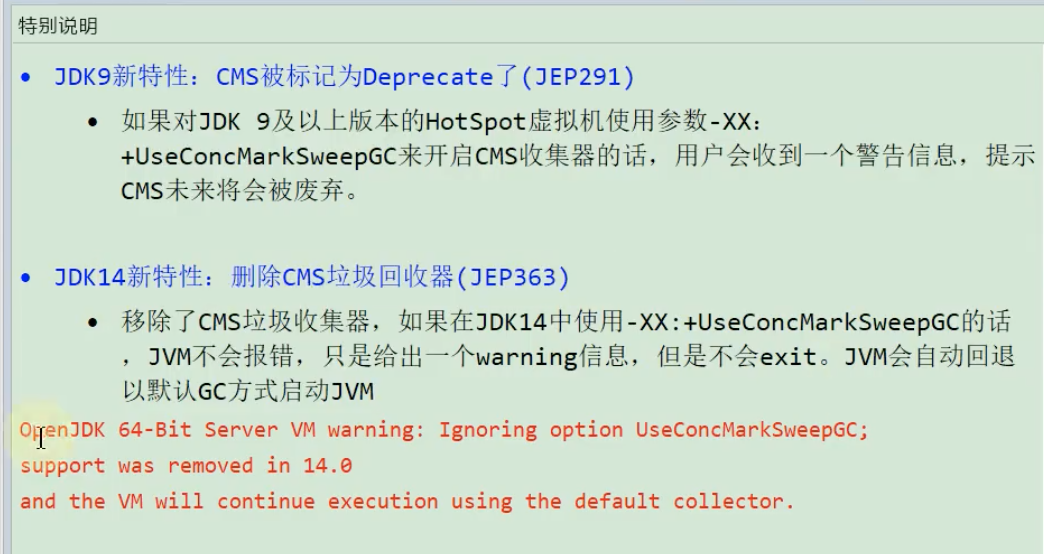 特别说明
• JDK9新特性：CMS被标记为Deprecate了(JEP291)
• 如果对JDK 9及以上版本的HotSpot虚拟机使用参数-XX：
+UseConcMarkSweepGC来开启CMS收集器的话，用户会收到一个警告信息，提示
CMS未来将会被废弃。
• JDK14新特性：删除CMS垃圾回收器(JEP363)
• 移除了CMS垃圾收集器，如果在JDK14中使用-XX:+UseConcMarkSweepGC的话
，JVM不会报错，只是给出一个warning信息，但是不会exit。JVM会自动回退
以默认GC方式启动JVM
OpenJDK 64-Bit Server VM warning: Ignoring option UseConcMarkSweepGC;
support was removed in 14.0
and the VM will continue execution using the default collector.